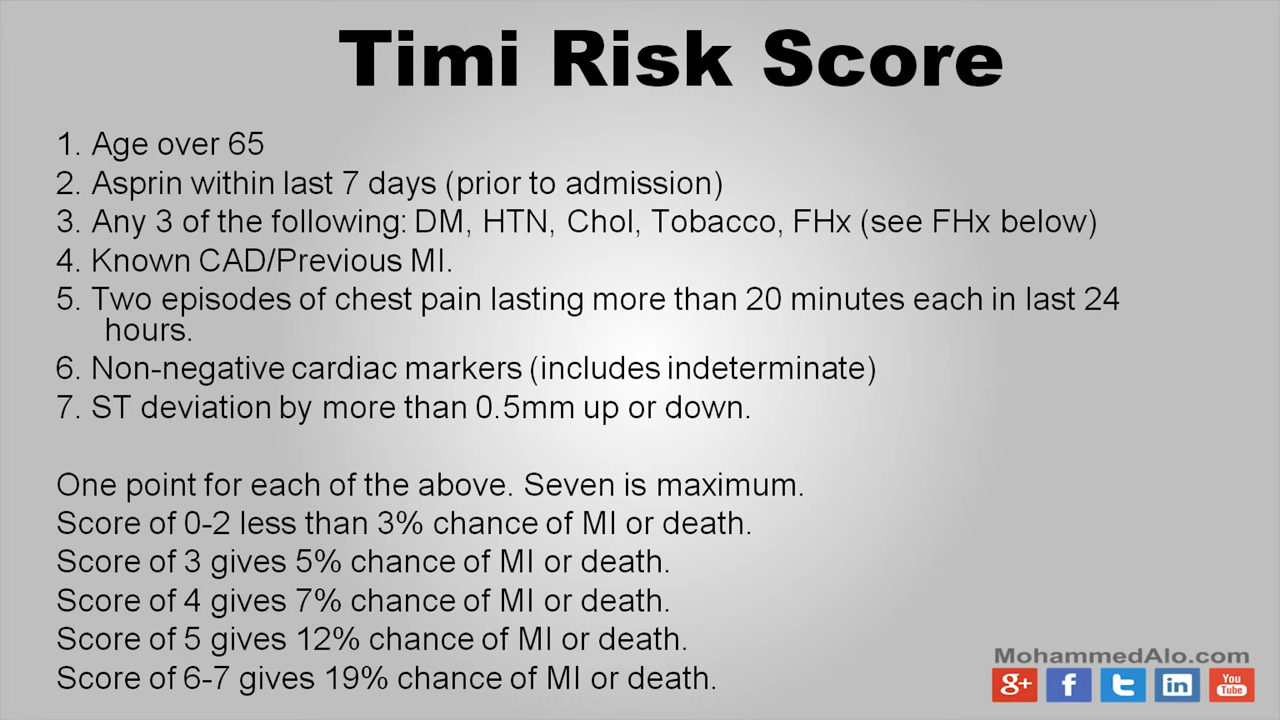 Timi Risk Score
1. Age over 65
2. Asprin within last 7 days (prior to admission)
3. Any 3 of the following: DM, HTN, Chol, Tobacco, FHx (see FHx below)
4. Known CAD/Previous MI.
5. Two episodes of chest pain lasting more than 20 minutes each in last 24
hours.
6. Non-negative cardiac markers (includes indeterminate)
7. ST deviation by more than 0.5mm up or down.
One point for each of the above. Seven is maximum.
Score of 0-2 less than 3% chance of MI or death.
Score of 3 gives 5% chance of MI or death.
Score of 4 gives 7% chance of MI or death.
Score of 5 gives 12% chance of MI or death.
Score of 6-7 gives 19% chance of MI or death.
MohammedAlo.com
g+ f t in You Tube